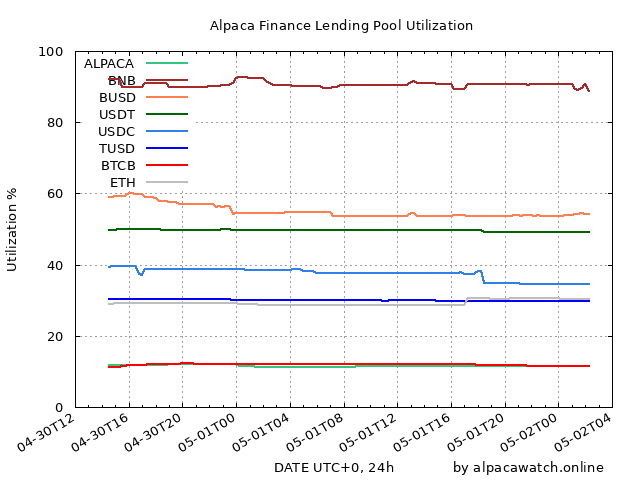 Alpaca Finance Lending Pool Utilization
100
80
60
40
20
0
Utilization %
ALPACA
BNB
BUSD
USDT
USDC
TUSD
BTCB
ETH
04-30T12
04-30T16
04-30T20
05-01T00
05-01T04
05-01T08
05-01T12
05-01T16
05-01T20
05-02T00
05-02T04
DATE UTC+0, 24h
by alpacawatch.online